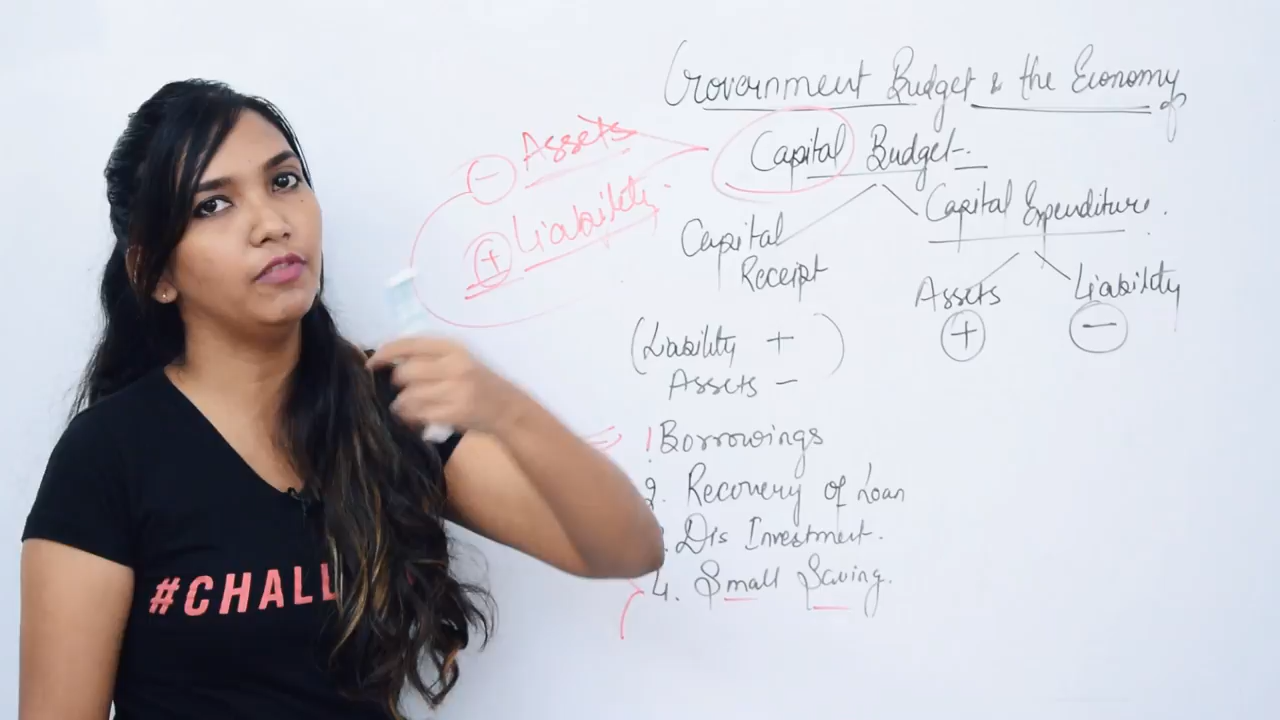 Government Budget & the Economy
Capital Budget
− Assets
+ Liability
Capital
Receipt
Capital Expenditure.
Assets
+
Liability
−
(Liability +
Assets − )
1 Borrowings
2. Recovery of Loan
Dis Investment.
4. Small Saving.
#CHALL